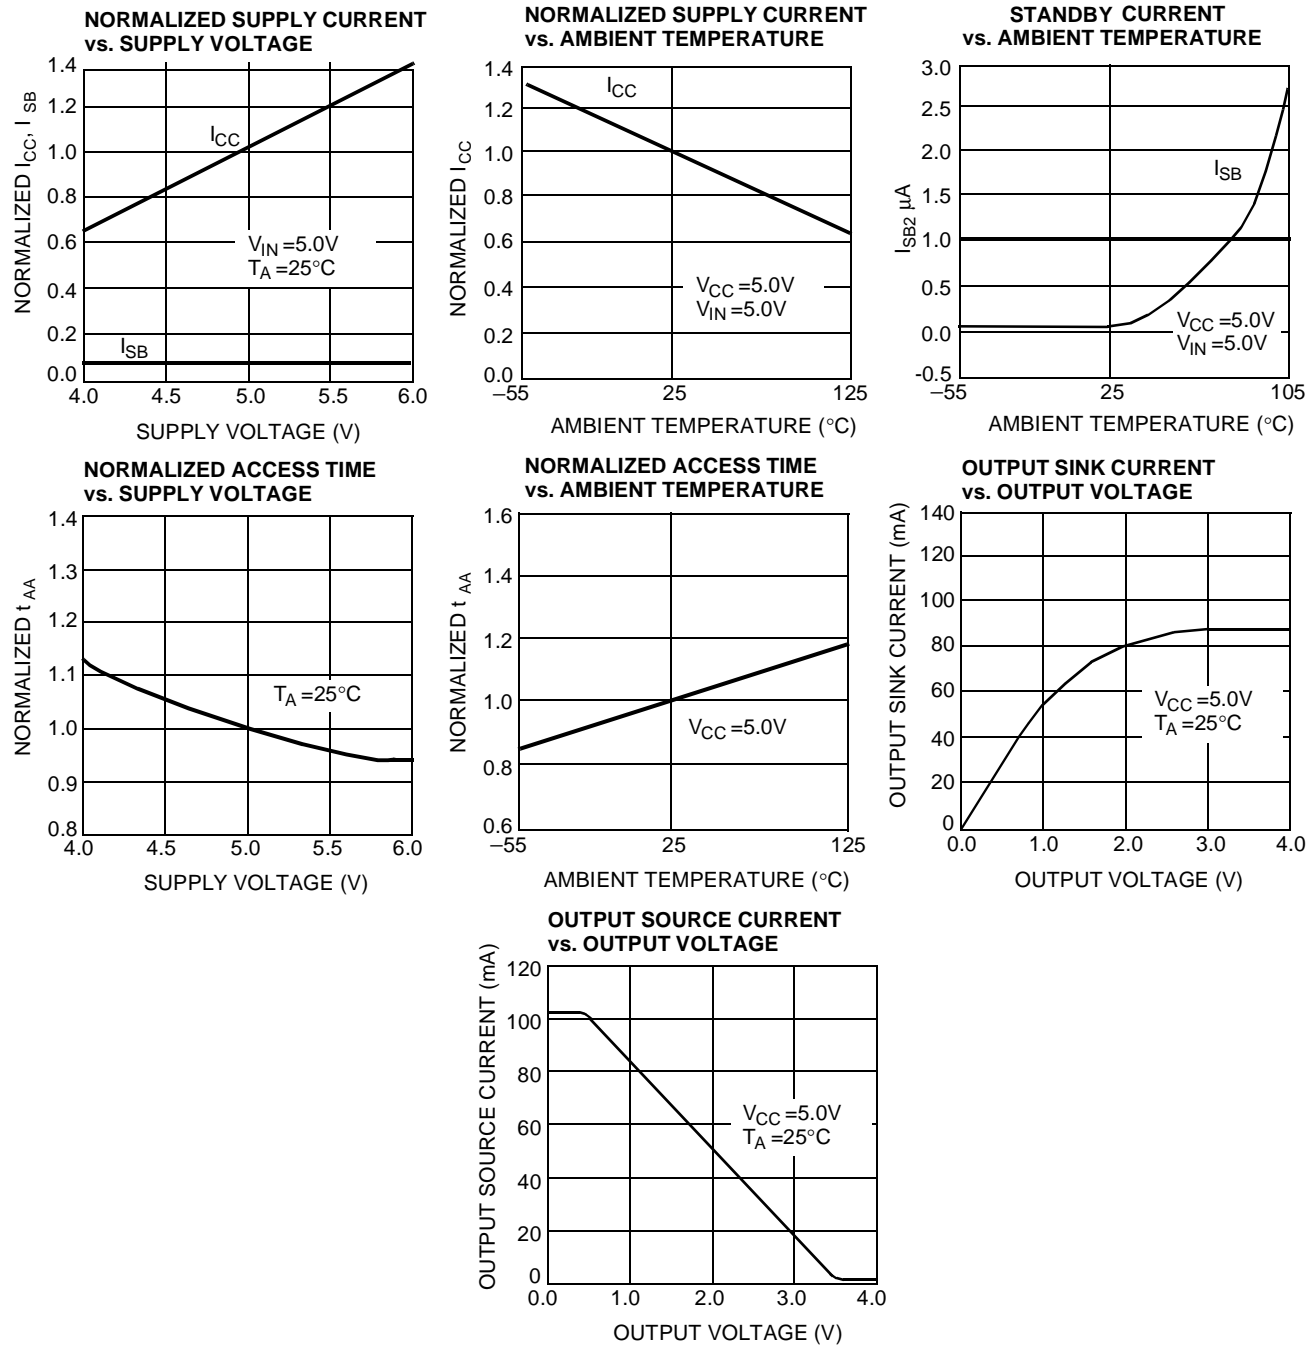 NORMALIZED SUPPLY CURRENT
vs. SUPPLY VOLTAGE
NORMALIZED I CC, I SB
1.4
1.2
1.0
0.8
0.6
0.4
0.2
0.0
ICC
VIN =5.0V
TA =25°C
ISB
4.0 4.5 5.0 5.5 6.0
SUPPLY VOLTAGE (V)
NORMALIZED SUPPLY CURRENT
vs. AMBIENT TEMPERATURE
NORMALIZED ICC
1.4
1.2
1.0
0.8
0.6
0.4
0.2
0.0
ICC
VCC =5.0V
VIN =5.0V
–55 25 125
AMBIENT TEMPERATURE (°C)
STANDBY CURRENT
vs. AMBIENT TEMPERATURE
ISB2 µA
3.0
2.5
2.0
1.5
1.0
0.5
0.0
-0.5
ISB
VCC =5.0V
VIN =5.0V
–55 25 105
AMBIENT TEMPERATURE (°C)
NORMALIZED ACCESS TIME
vs. SUPPLY VOLTAGE
NORMALIZED t AA
1.4
1.3
1.2
1.1
1.0
0.9
0.8
TA =25°C
4.0 4.5 5.0 5.5 6.0
SUPPLY VOLTAGE (V)
NORMALIZED ACCESS TIME
vs. AMBIENT TEMPERATURE
NORMALIZED t AA
1.6
1.4
1.2
1.0
0.8
0.6
VCC =5.0V
–55 25 125
AMBIENT TEMPERATURE (°C)
OUTPUT SINK CURRENT
vs. OUTPUT VOLTAGE
OUTPUT SINK CURRENT (mA)
140
120
100
80
60
40
20
0
VCC =5.0V
TA =25°C
0.0 1.0 2.0 3.0 4.0
OUTPUT VOLTAGE (V)
OUTPUT SOURCE CURRENT
vs. OUTPUT VOLTAGE
OUTPUT SOURCE CURRENT (mA)
120
100
80
60
40
20
0
VCC =5.0V
TA =25°C
0.0 1.0 2.0 3.0 4.0
OUTPUT VOLTAGE (V)